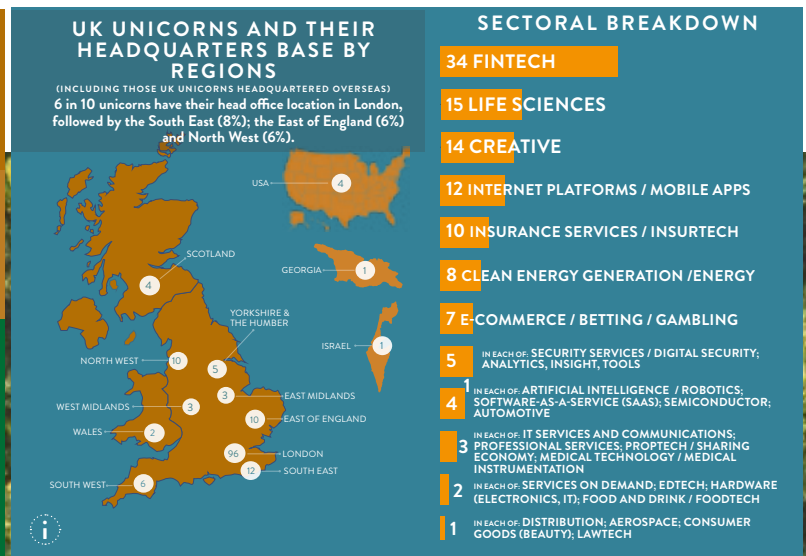 UK UNICORNS AND THEIR
HEADQUARTERS BASE BY
REGIONS
(INCLUDING THOSE UK UNICORNS HEADQUARTERED OVERSEAS)
6 in 10 unicorns have their head office location in London,
followed by the South East (8%); the East of England (6%)
and North West (6%).
USA
4
SCOTLAND
4
GEORGIA
1
YORKSHIRE &
THE HUMBER
5
ISRAEL
1
NORTH WEST
10
EAST MIDLANDS
3
WEST MIDLANDS
3
EAST OF ENGLAND
10
WALES
2
LONDON
96
SOUTH EAST
12
SOUTH WEST
6
i
SECTORAL BREAKDOWN
34 FINTECH
15 LIFE SCIENCES
14 CREATIVE
12 INTERNET PLATFORMS / MOBILE APPS
10 INSURANCE SERVICES / INSURTECH
8 CLEAN ENERGY GENERATION /ENERGY
7 E-COMMERCE / BETTING / GAMBLING
5 IN EACH OF: SECURITY SERVICES / DIGITAL SECURITY;
ANALYTICS, INSIGHT, TOOLS
1
4 IN EACH OF: ARTIFICIAL INTELLIGENCE / ROBOTICS;
SOFTWARE-AS-A-SERVICE (SAAS); SEMICONDUCTOR;
AUTOMOTIVE
3 IN EACH OF: IT SERVICES AND COMMUNICATIONS;
PROFESSIONAL SERVICES; PROPTECH / SHARING
ECONOMY; MEDICAL TECHNOLOGY / MEDICAL
INSTRUMENTATION
2 IN EACH OF: SERVICES ON DEMAND; EDTECH; HARDWARE
(ELECTRONICS, IT); FOOD AND DRINK / FOODTECH
1 IN EACH OF: DISTRIBUTION; AEROSPACE; CONSUMER
GOODS (BEAUTY); LAWTECH